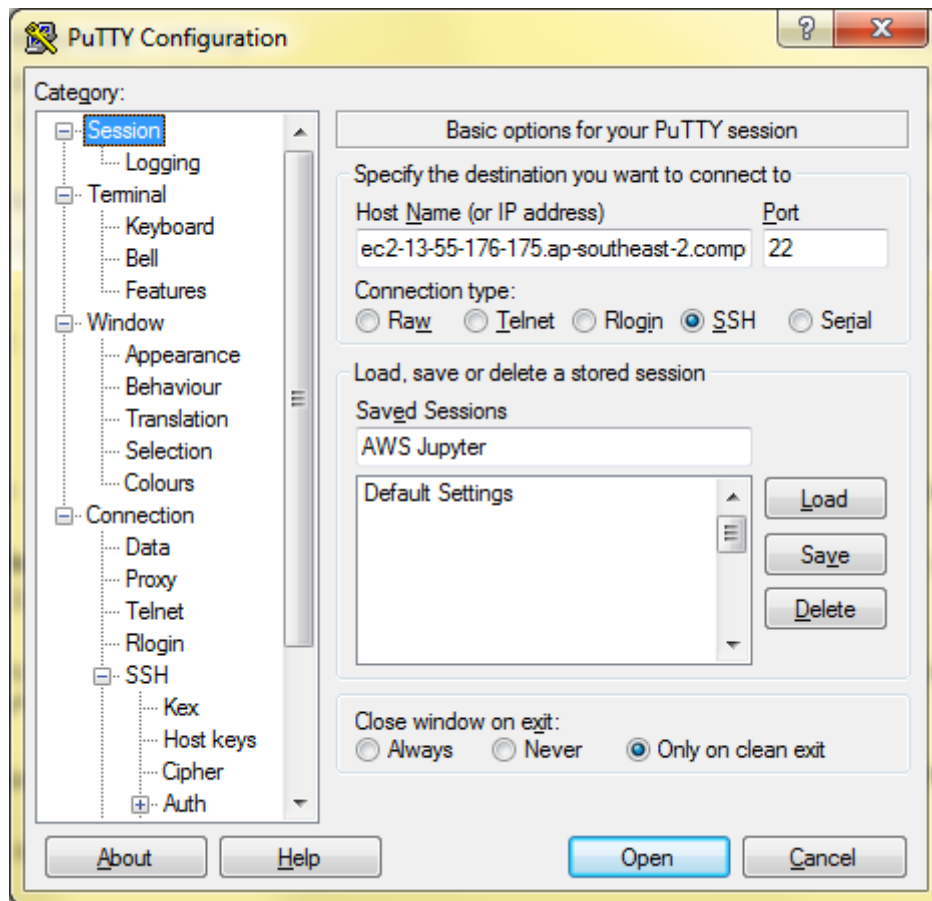 PuTTY Configuration
Category:
Session
Logging
Terminal
Keyboard
Bell
Features
Window
Appearance
Behaviour
Translation
Selection
Colours
Connection
Data
Proxy
Telnet
Rlogin
SSH
Kex
Host keys
Cipher
Auth
Basic options for your PuTTY session
Specify the destination you want to connect to
Host Name (or IP address) Port
ec2-13-55-176-175.ap-southeast-2.comp 22
Connection type:
Raw Telnet Rlogin SSH Serial
Load, save or delete a stored session
Saved Sessions
AWS Jupyter
Default Settings
Load
Save
Delete
Close window on exit:
Always Never Only on clean exit
About Help Open Cancel